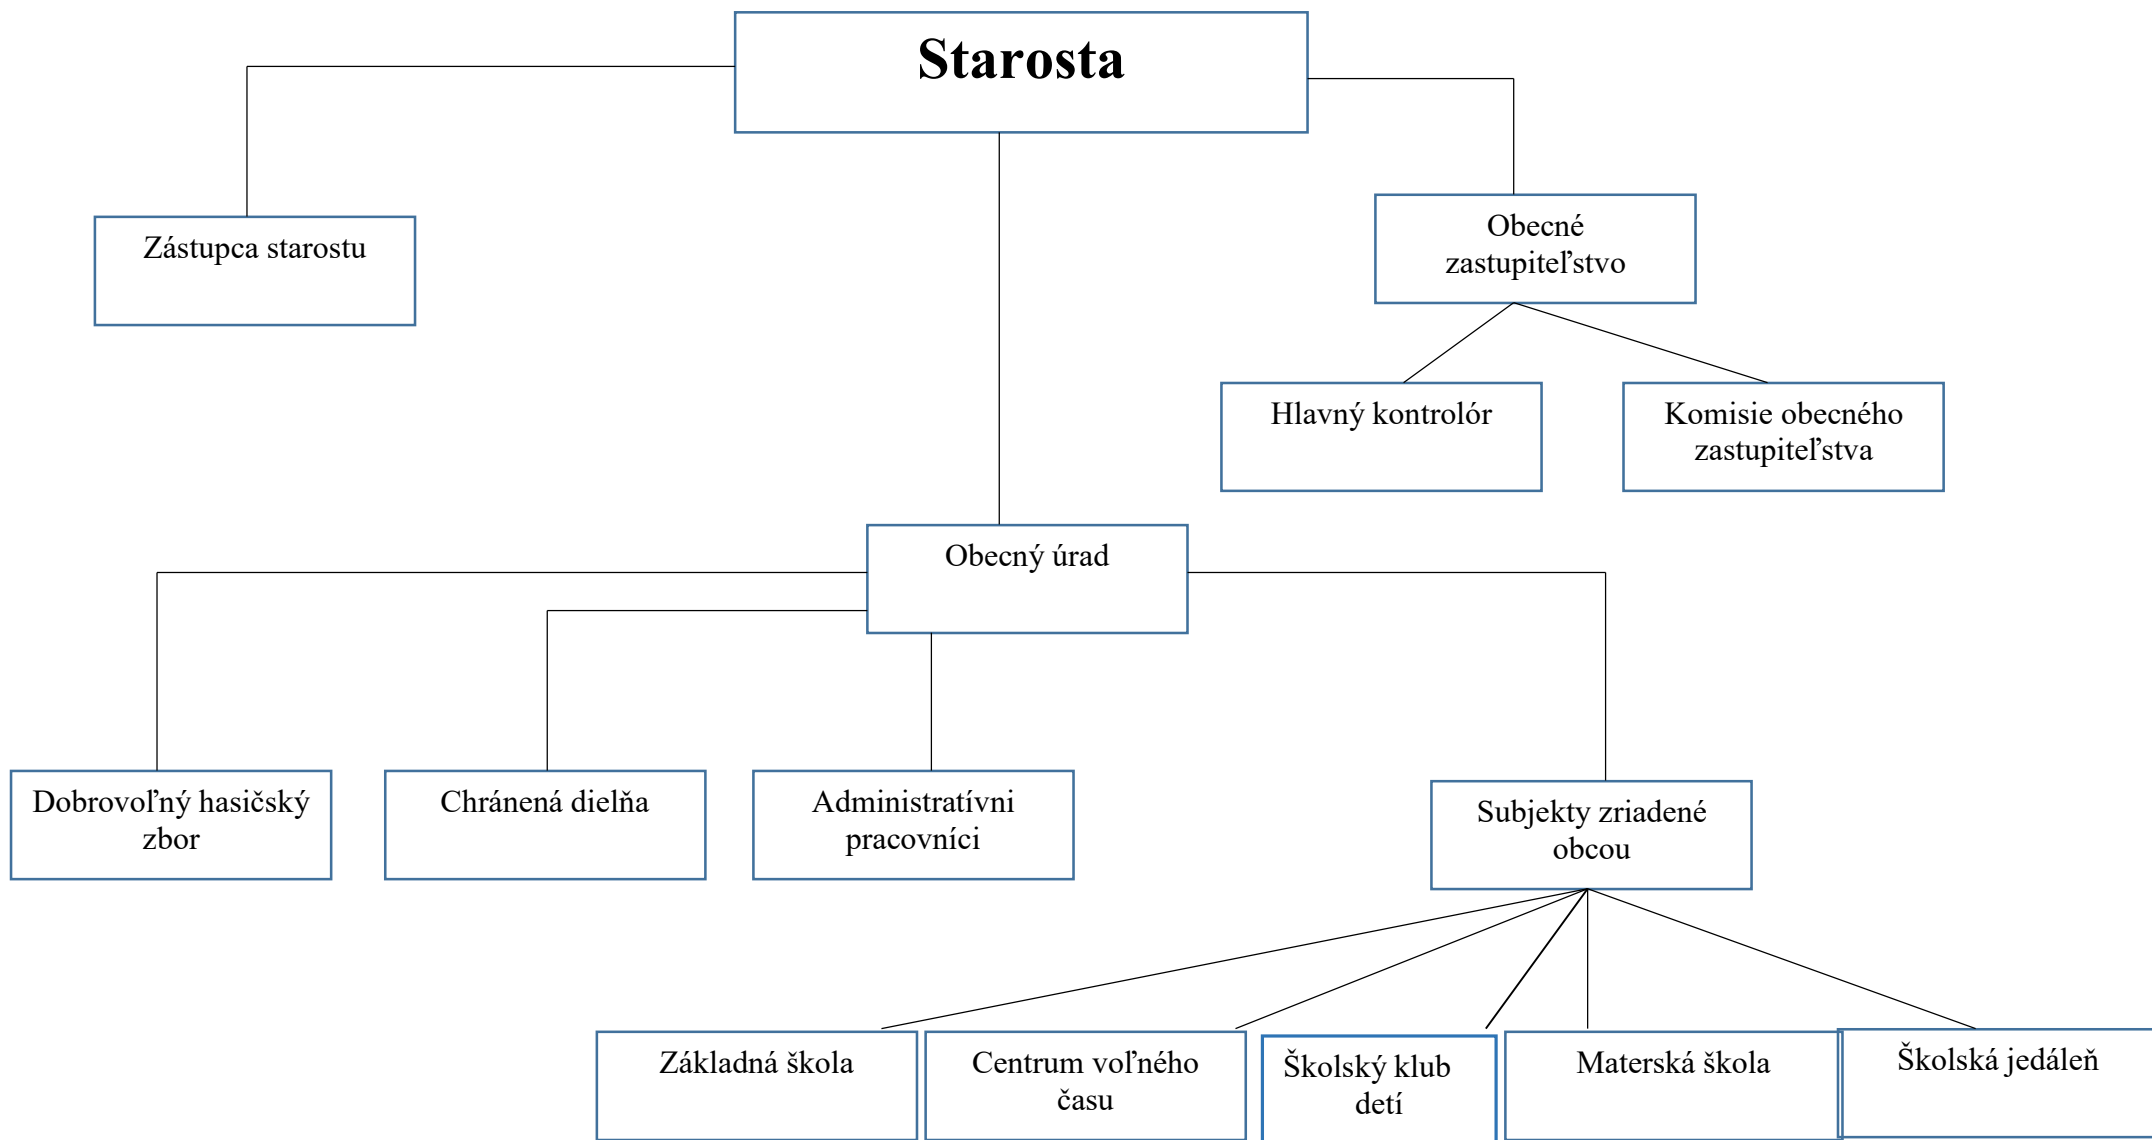 Starosta
Zástupca starostu
Obecné
zastupiteľstvo
Hlavný kontrolór
Komisie obecného
zastupiteľstva
Obecný úrad
Dobrovoľný hasičský
zbor
Chránená dielňa
Administratívni
pracovníci
Subjekty zriadené
obcou
Základná škola
Centrum voľného
času
Školský klub
detí
Materská škola
Školská jedáleň